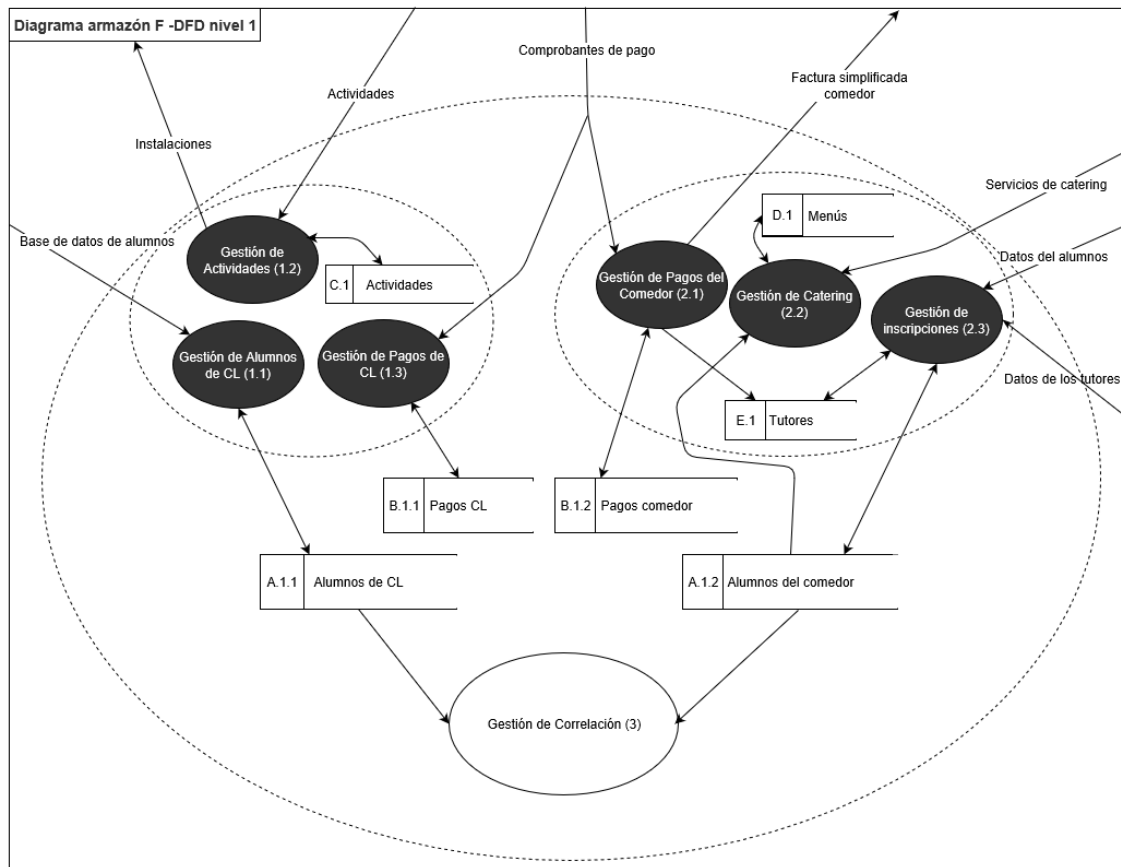 Diagrama armazón F -DFD nivel 1
Comprobantes de pago
Factura simplificada
comedor
Actividades
Instalaciones
Servicios de catering
D.1 Menús
Base de datos de alumnos
Gestión de
Actividades (1.2)
Datos del alumnos
C.1 Actividades
Gestión de Pagos del
Comedor (2.1)
Gestión de Catering
(2.2)
Gestión de
inscripciones (2.3)
Gestión de Alumnos
de CL (1.1)
Gestión de Pagos de
CL (1.3)
Datos de los tutores
E.1 Tutores
B.1.1 Pagos CL
B.1.2 Pagos comedor
A.1.1 Alumnos de CL
A.1.2 Alumnos del comedor
Gestión de Correlación (3)